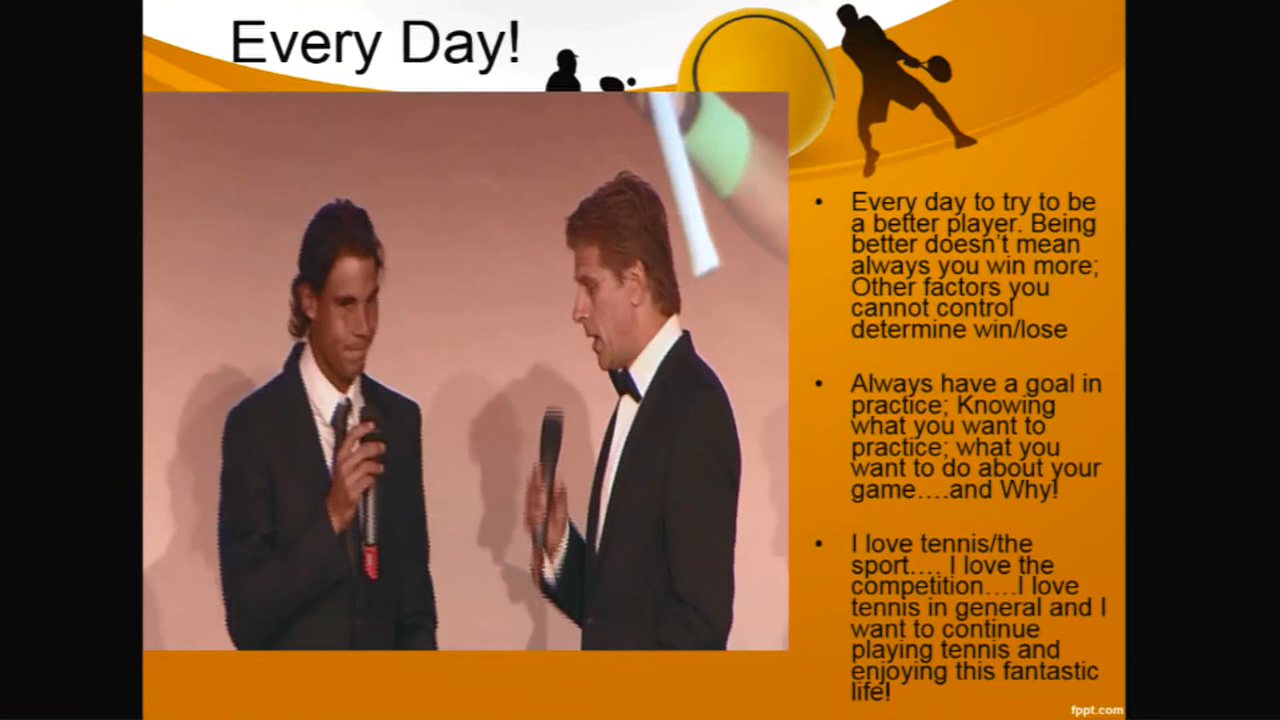 Every Day!
• Every day to try to be
a better player. Being
better doesn't mean
always you win more;
Other factors you
cannot control
determine win/lose
• Always have a goal in
practice; Knowing
what you want to
practice; what you
want to do about your
game….and Why!
• I love tennis/the
sport…. I love the
competition….I love
tennis in general and I
want to continue
playing tennis and
enjoying this fantastic
life!
fppt.com